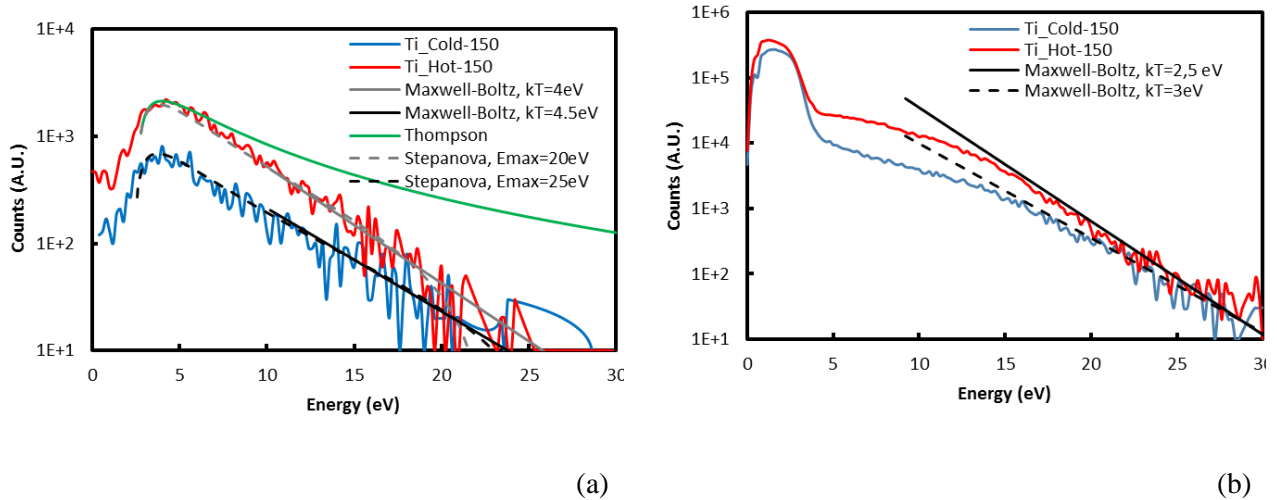 1E+4
1E+3
1E+2
1E+1
Counts (A.U.)
0 5 10 15 20 25 30
Energy (eV)
Ti_Cold-150
Ti_Hot-150
Maxwell-Boltz, kT=4eV
Maxwell-Boltz, kT=4.5eV
Thompson
Stepanova, Emax=20eV
Stepanova, Emax=25eV
(a)
1E+6
1E+5
1E+4
1E+3
1E+2
1E+1
Counts (A.U.)
0 5 10 15 20 25 30
Energy (eV)
Ti_Cold-150
Ti_Hot-150
Maxwell-Boltz, kT=2,5 eV
Maxwell-Boltz, kT=3eV
(b)